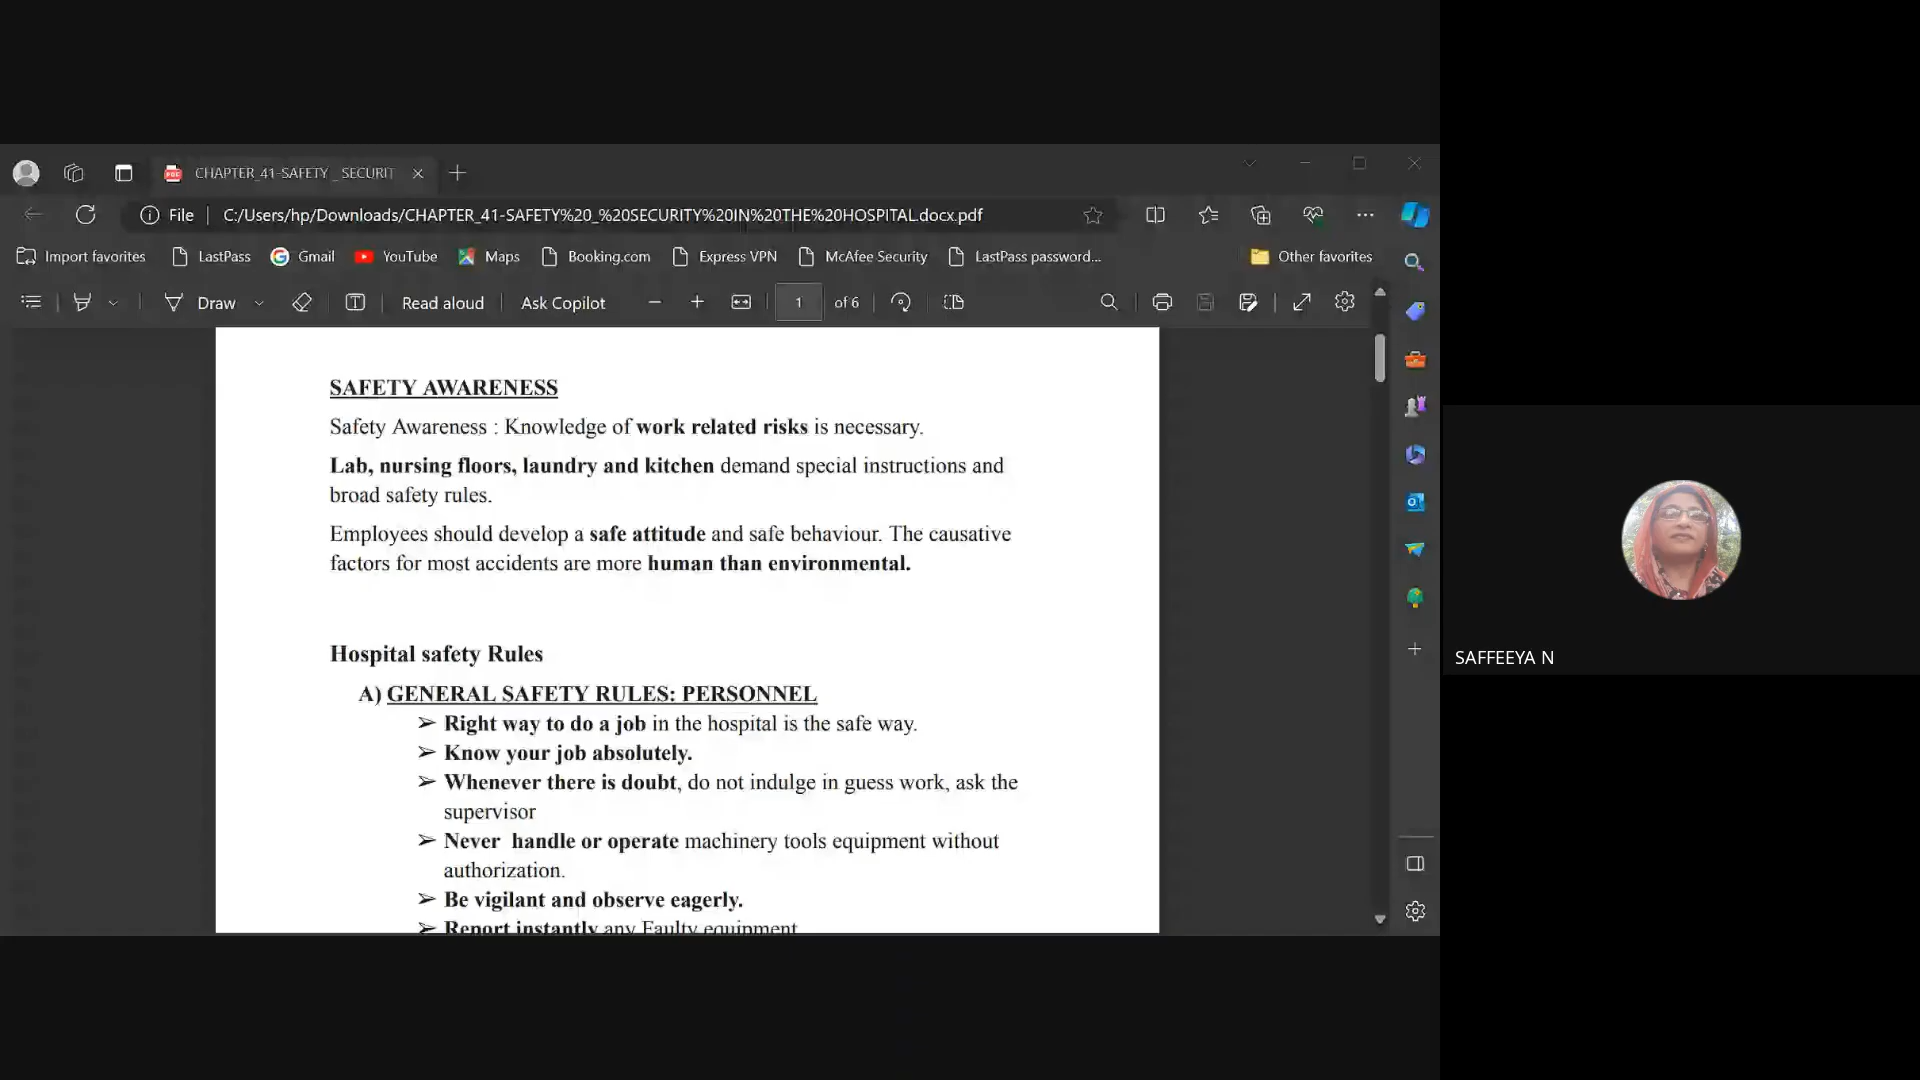 CHAPTER_41-SAFETY _ SECURIT
File
C:/Users/hp/Downloads/CHAPTER_41-SAFETY%20_%20SECURITY%20IN%20THE%20HOSPITAL.docx.pdf
Import favorites LastPass Gmail YouTube Maps Booking.com Express VPN McAfee Security LastPass password... Other favorites
Draw Read aloud Ask Copilot 1 of 6
SAFETY AWARENESS
Safety Awareness : Knowledge of work related risks is necessary.
Lab, nursing floors, laundry and kitchen demand special instructions and
broad safety rules.
Employees should develop a safe attitude and safe behaviour. The causative
factors for most accidents are more human than environmental.
Hospital safety Rules
A) GENERAL SAFETY RULES: PERSONNEL
➢ Right way to do a job in the hospital is the safe way.
➢ Know your job absolutely.
➢ Whenever there is doubt, do not indulge in guess work, ask the
supervisor
➢ Never handle or operate machinery tools equipment without
authorization.
➢ Be vigilant and observe eagerly.
➢ Report instantly any Faulty equipment
SAFFEEYA N